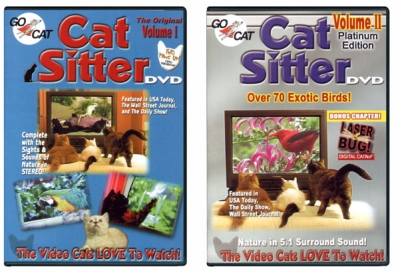 GO
CAT
The Original
Volume I
Cat
Sitter
DVD
Featured in USA Today,
The Wall Street Journal,
and The Daily Show!
Complete
with the
Sights &
Sounds of
Nature in
STEREO!
The Video Cats LOVE To Watch!
GO
CAT
Volume II
Platinum
Edition
Cat
Sitter
DVD
Over 70 Exotic Birds!
BONUS CHAPTER!
LASER
BUG!
DIGITAL CATNIP
Featured in
USA Today,
The Daily Show,
Wall Street Journal
Nature in 5.1 Surround Sound!
The Video Cats LOVE To Watch!